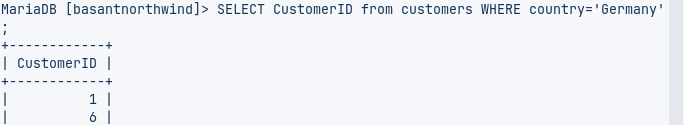 MariaDB [basantnorthwind]> SELECT CustomerID from customers WHERE country='Germany'
;
+------------+
| CustomerID |
+------------+
|          1 |
|          6 |